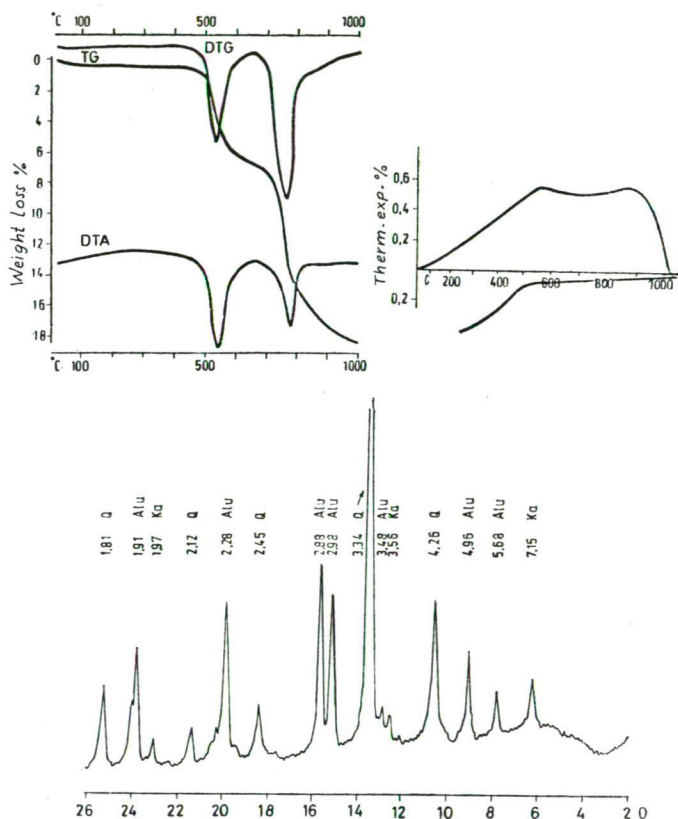 °C 100 500 1000
DTG
TG
DTA
Weight Loss %
0
2
4
6
8
10
12
14
16
18
°C. 100 500 1000
Therm. exp. %
0,6
0,4
0,2
0,2
C 200 400 600 800 1000
1,81 Q
1,91 Alu
1,97 Ka
2,12 Q
2,28 Alu
2,45 Q
2,89 Alu
2,98 Alu
3,34 Q
3,48 Alu
3,56 Ka
4,26 Q
4,96 Alu
5,68 Alu
7,15 Ka
26 24 22 20 18 16 14 12 10 8 6 4 2 0